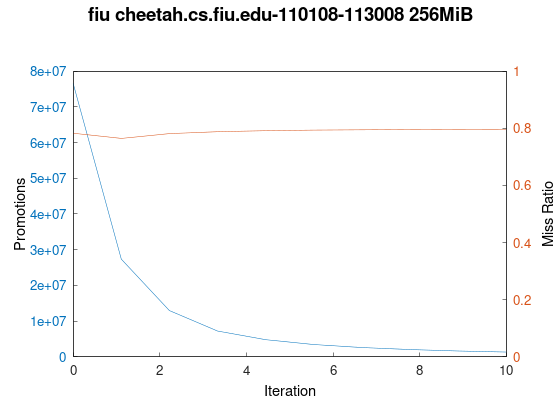 fiu cheetah.cs.fiu.edu-110108-113008 256MiB
8e+07
7e+07
6e+07
5e+07
4e+07
3e+07
2e+07
1e+07
0
Promotions
1
0.8
0.6
0.4
0.2
0
Miss Ratio
0 2 4 6 8 10
Iteration